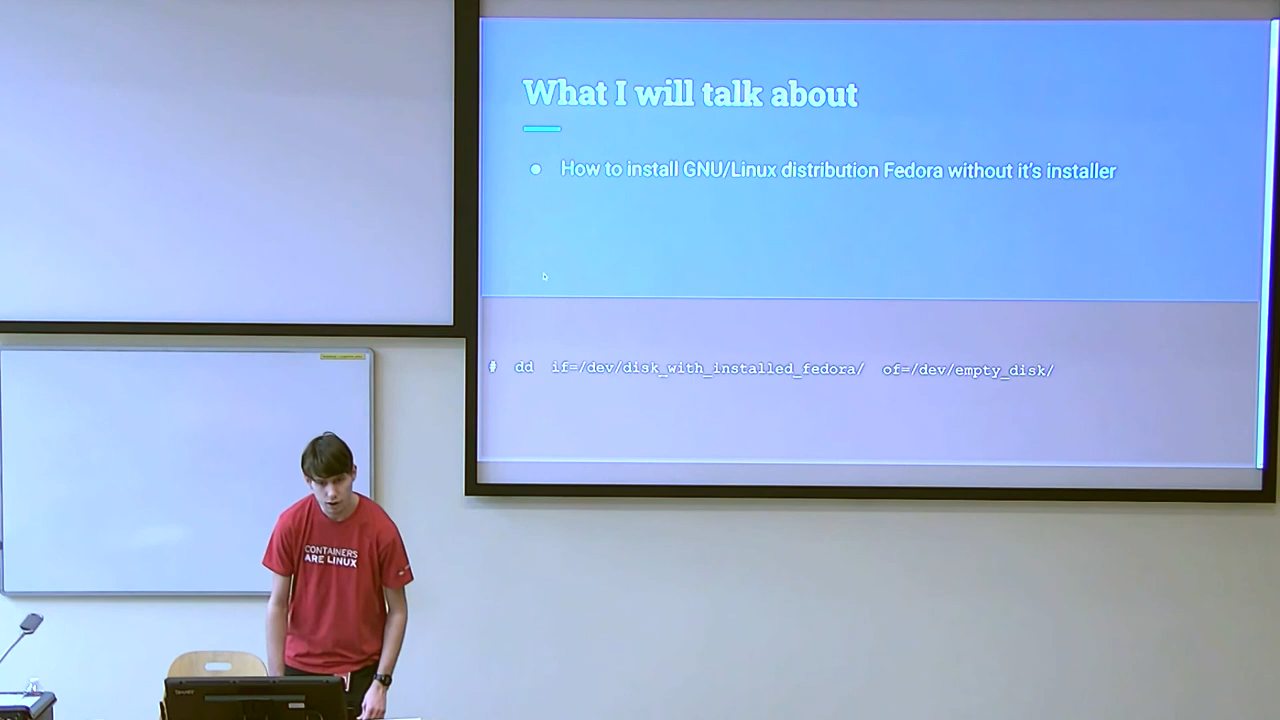 What I will talk about
● How to install GNU/Linux distribution Fedora without it's installer
# dd if=/dev/disk_with_installed_fedora/ of=/dev/empty_disk/
CONTAINERS
ARE LINUX